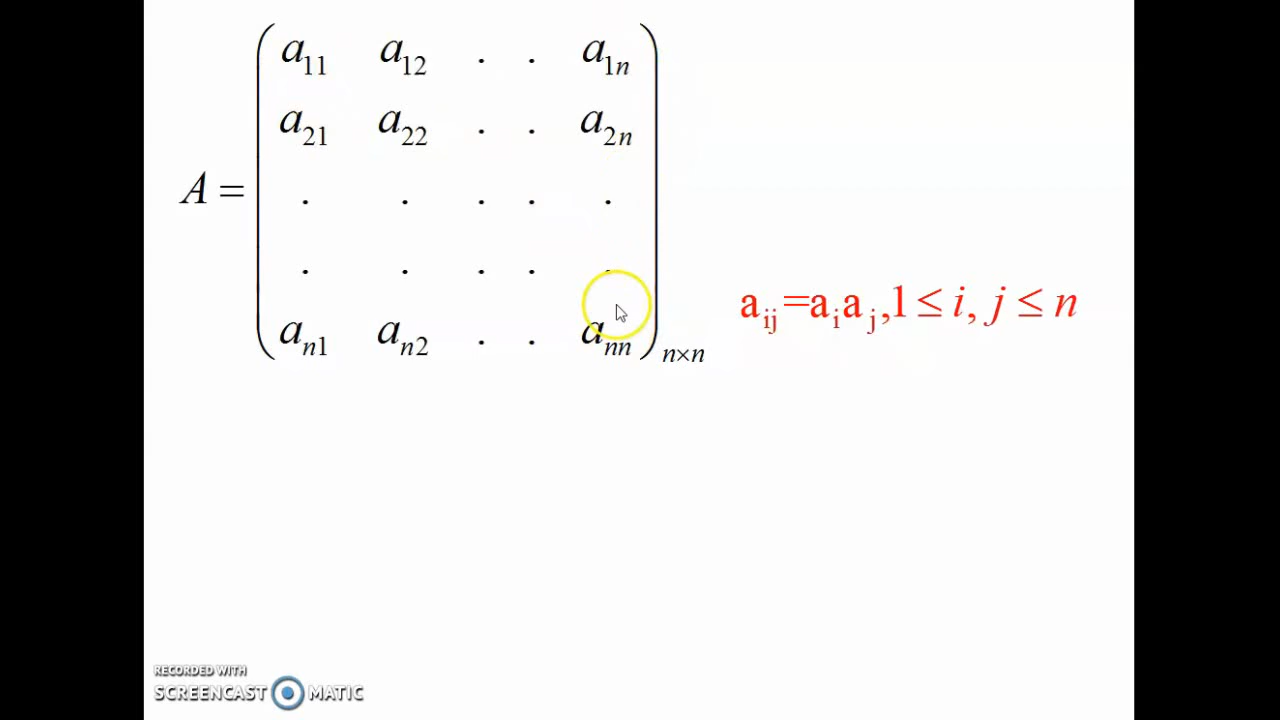 a₁₁ a₁₂ . . a₁ₙ
a₂₁ a₂₂ . . a₂ₙ
A = . . . . .
. . . . .
aₙ₁ aₙ₂ . . aₙₙ n×n
aᵢⱼ=aᵢaⱼ,1 ≤ i, j ≤ n
RECORDED WITH
SCREENCAST MATIC